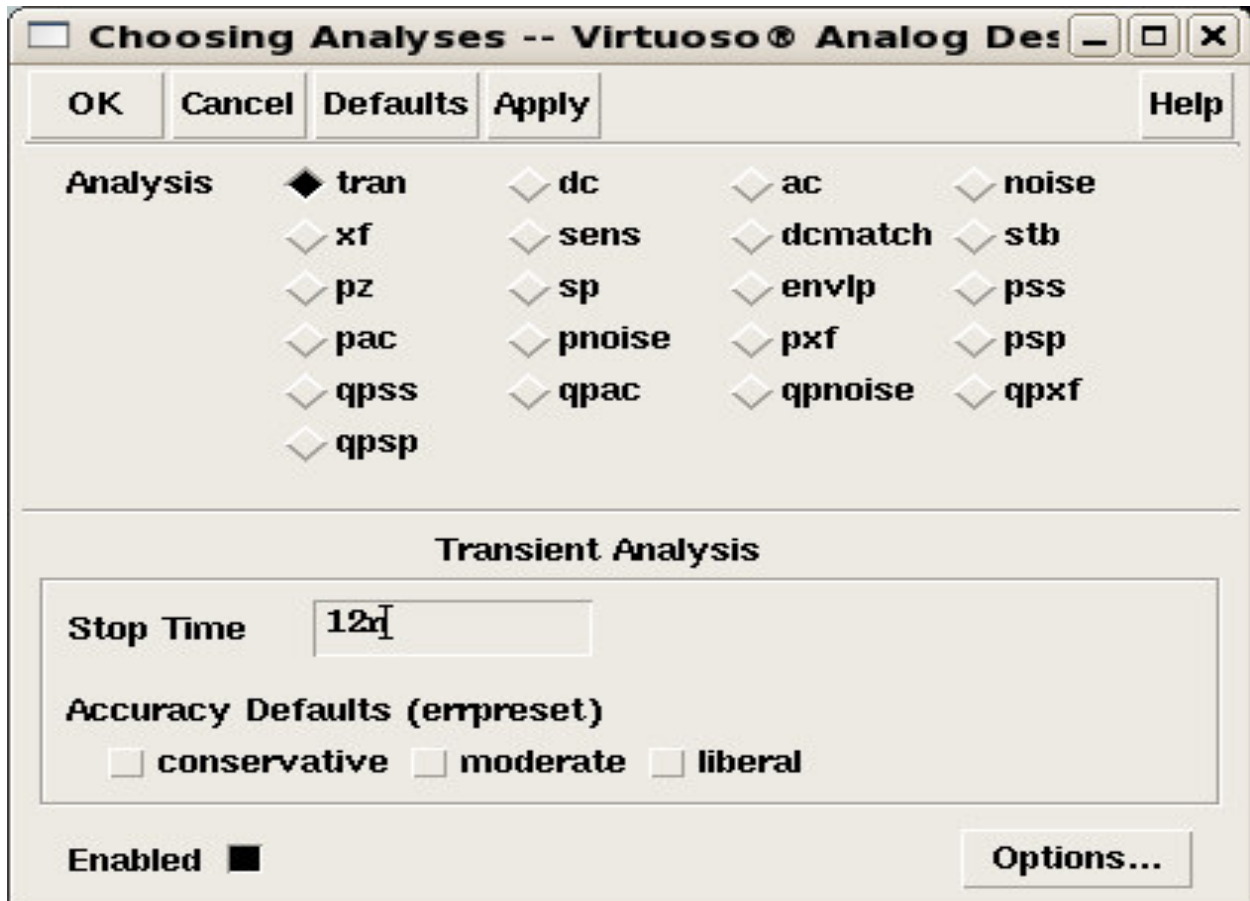 Choosing Analyses -- Virtuoso® Analog Des
OK Cancel Defaults Apply Help
Analysis tran dc ac noise
xf sens dcmatch stb
pz sp envlp pss
pac pnoise pxf psp
qpss qpac qpnoise qpxf
qpsp
Transient Analysis
Stop Time 12n
Accuracy Defaults (errpreset)
conservative moderate liberal
Enabled Options...